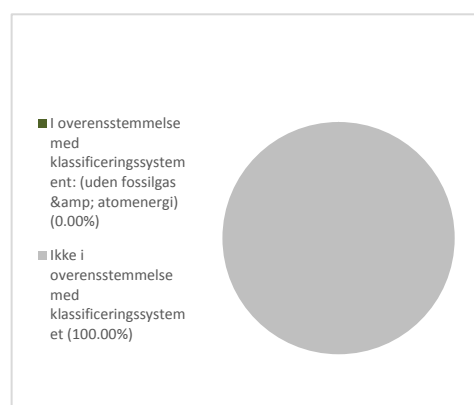 I overensstemmelse
med
klassificeringssystem
ent: (uden fossilgas
&amp; atomenergi)
(0.00%)
Ikke i
overensstemmelse
med
klassificeringssystem
et (100.00%)